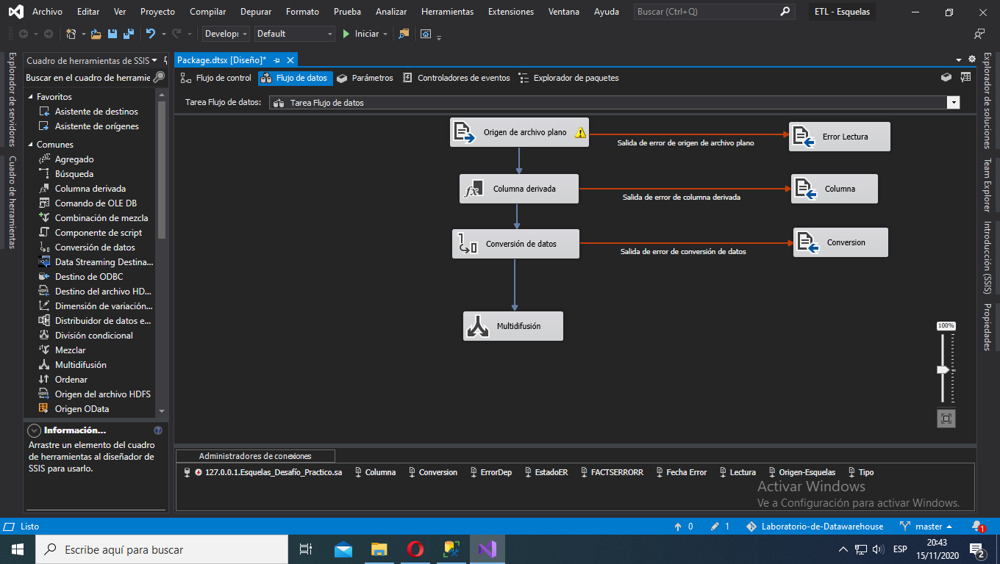 Archivo Editar Ver Proyecto Compilar Depurar Formato Prueba Analizar Herramientas Extensiones Ventana Ayuda Buscar (Ctrl+Q) ETL - Esquelas
Developi Default Iniciar
Explorador de servidores
Cuadro de herramientas
Cuadro de herramientas de SSIS
Buscar en el cuadro de herramie
Favoritos
Asistente de destinos
Asistente de orígenes
Comunes
Agregado
Búsqueda
Columna derivada
Comando de OLE DB
Combinación de mezcla
Componente de script
Conversión de datos
Data Streaming Destina...
Destino de ODBC
Destino del archivo HD...
Dimensión de variación...
Distribuidor de datos e...
División condicional
Mezclar
Multidifusión
Ordenar
Origen del archivo HDFS
Origen OData
Información...
Arrastre un elemento del cuadro
de herramientas al diseñador de
SSIS para usarlo.
Package.dtsx [Diseño]*
Flujo de control Flujo de datos Parámetros Controladores de eventos Explorador de paquetes
Tarea Flujo de datos: Tarea Flujo de datos
Origen de archivo plano
Salida de error de origen de archivo plano
Error Lectura
Columna derivada
Salida de error de columna derivada
Columna
Conversión de datos
Salida de error de conversión de datos
Conversion
Multidifusión
100%
Administradores de conexiones
127.0.0.1.Esquelas_Desafío_Practico.sa Columna Conversion ErrorDep EstadoER FACTSERRORR Fecha Error Lectura Origen-Esquelas Tipo
Activar Windows
Ve a Configuración para activar Windows.
Explorador de soluciones
Team Explorer
Introducción (SSIS)
Propiedades
Listo 0 1 Laboratorio-de-Datawarehouse master 1
Escribe aquí para buscar
ESP
20:43
15/11/2020
2